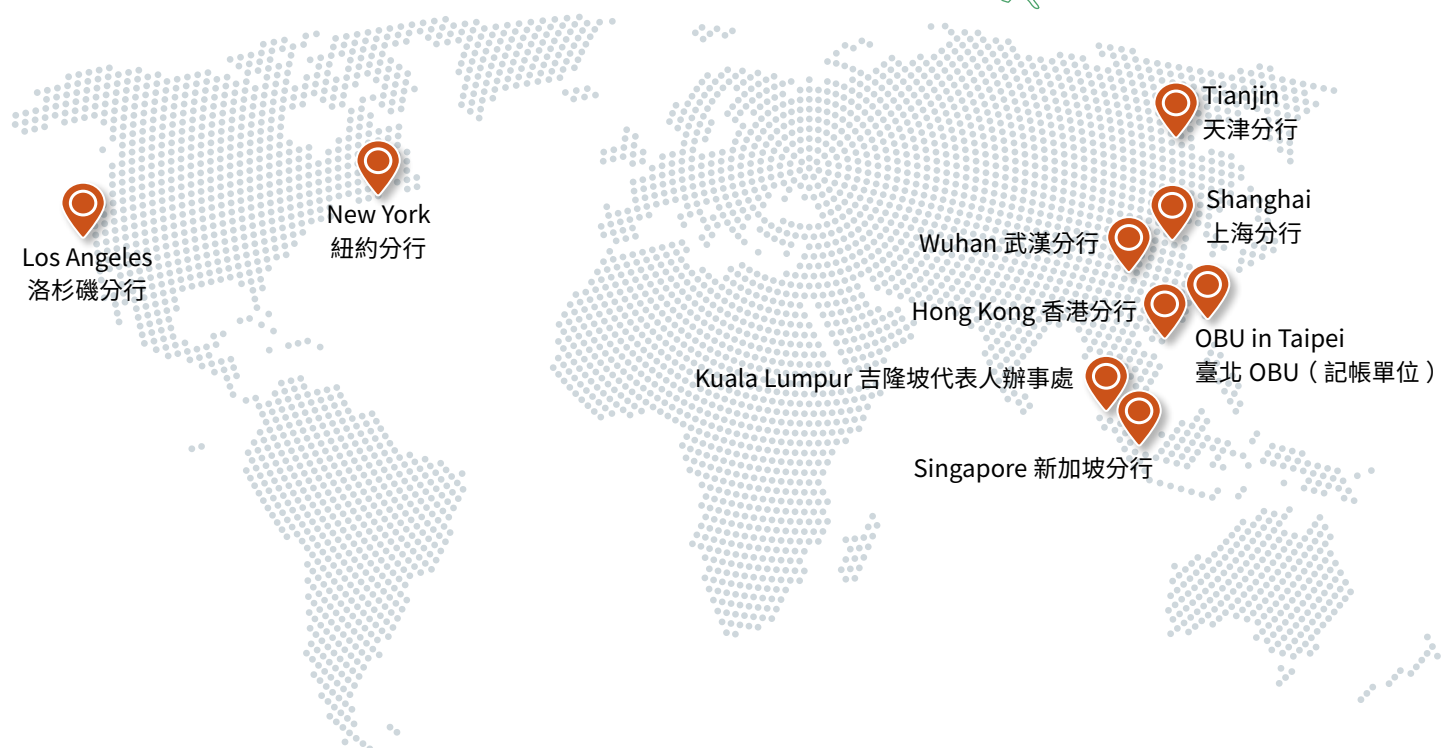 Tianjin
天津分行
New York
紐約分行
Los Angeles
洛杉磯分行
Shanghai
上海分行
Wuhan 武漢分行
Hong Kong 香港分行
OBU in Taipei
臺北 OBU（記帳單位）
Kuala Lumpur 吉隆坡代表人辦事處
Singapore 新加坡分行